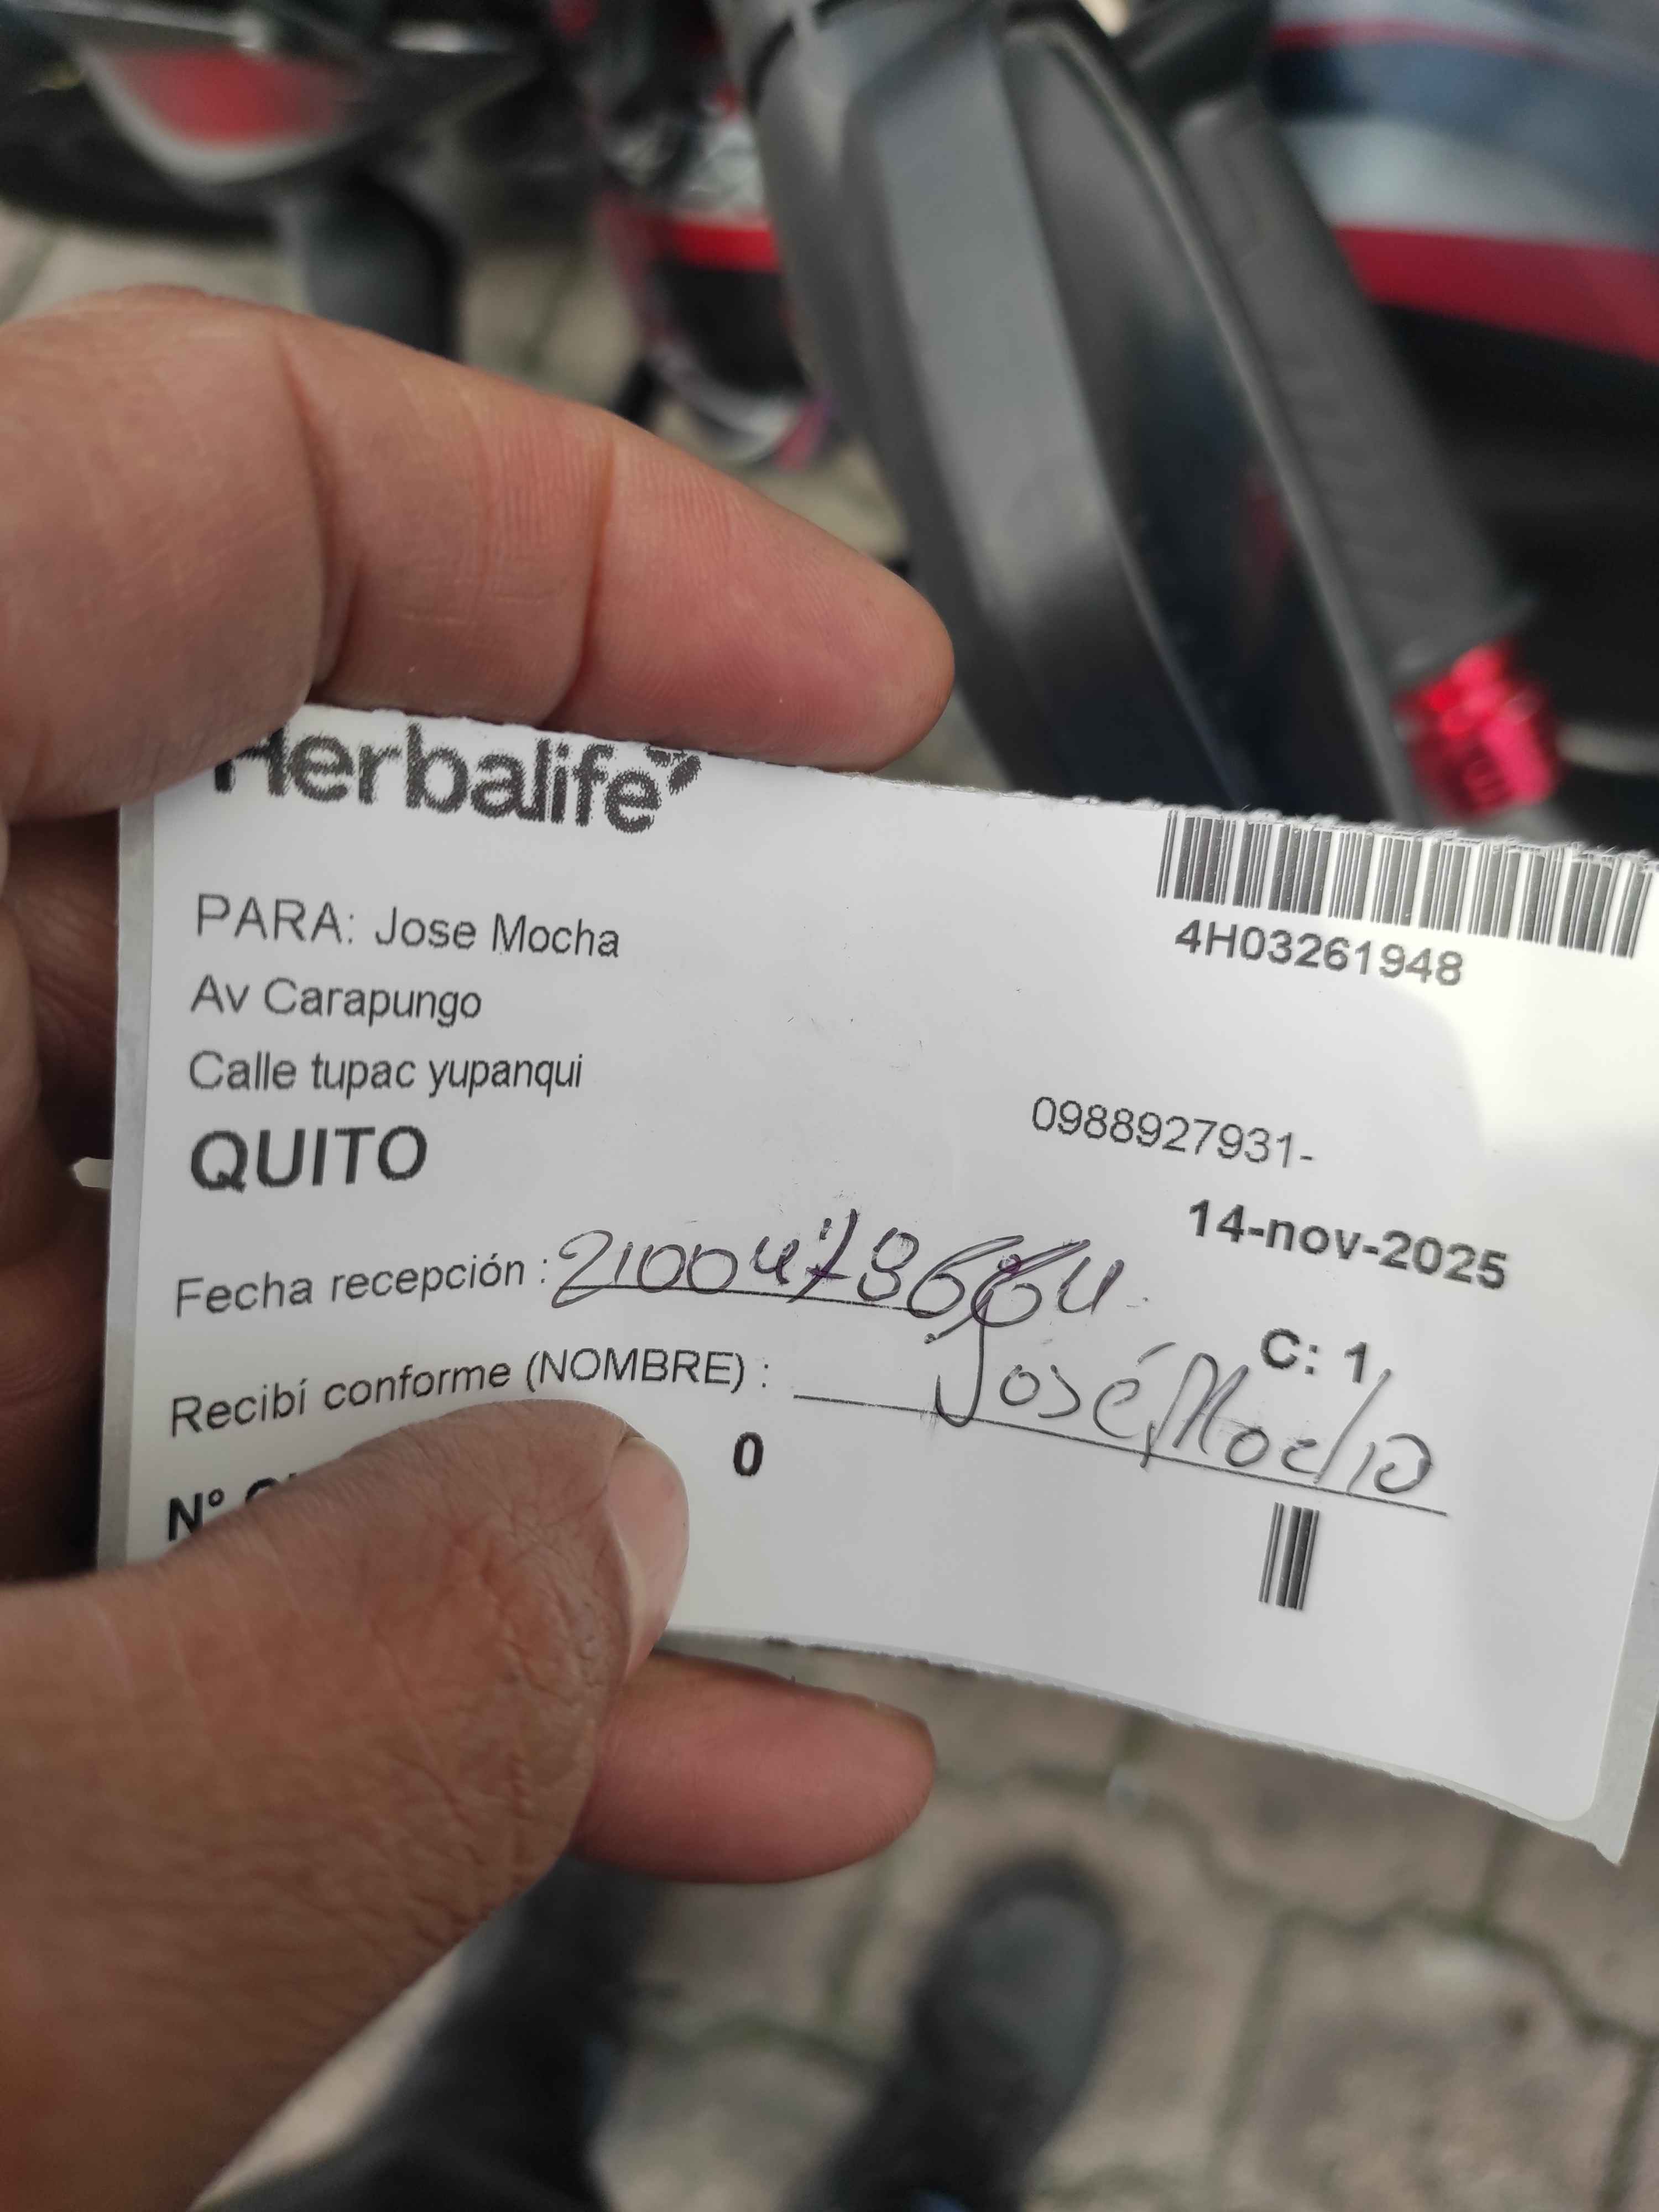 Herbalife
4H03261948
PARA: Jose Mocha
Av Carapungo
Calle tupac yupanqui
0988927931-
QUITO
14-nov-2025
Fecha recepción :
C: 1
Recibí conforme (NOMBRE) : José Mocha
Nº
0